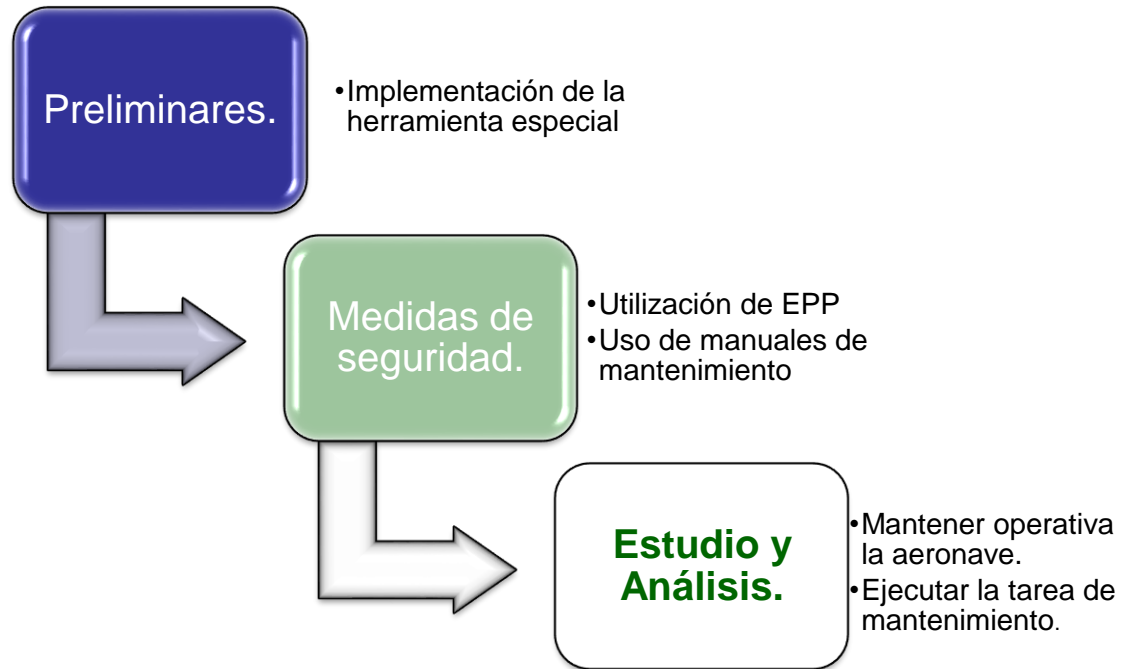 Preliminares.
•Implementación de la
herramienta especial
Medidas de
seguridad.
•Utilización de EPP
•Uso de manuales de
mantenimiento
Estudio y
Análisis.
•Mantener operativa
la aeronave.
•Ejecutar la tarea de
mantenimiento.